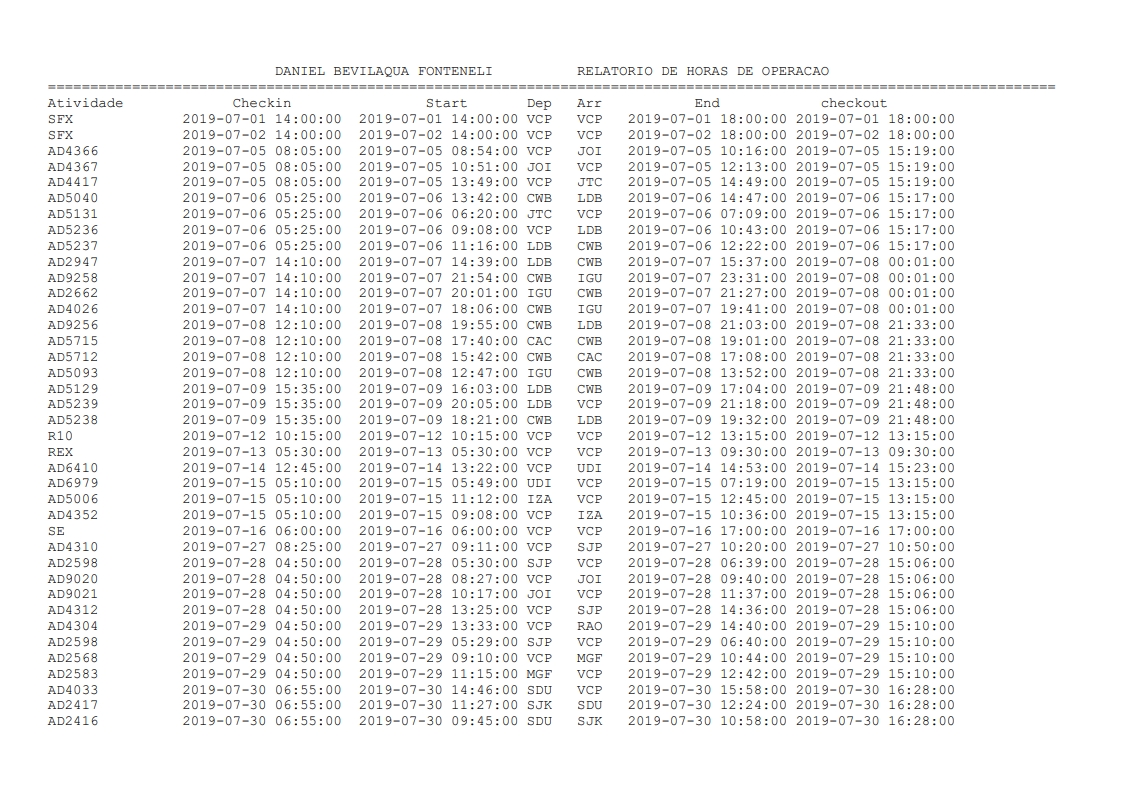 DANIEL BEVILAQUA FONTENELI RELATORIO DE HORAS DE OPERACAO
========================================================================================================================
Atividade Checkin Start Dep Arr End checkout
SFX 2019-07-01 14:00:00 2019-07-01 14:00:00 VCP VCP 2019-07-01 18:00:00 2019-07-01 18:00:00
SFX 2019-07-02 14:00:00 2019-07-02 14:00:00 VCP VCP 2019-07-02 18:00:00 2019-07-02 18:00:00
AD4366 2019-07-05 08:05:00 2019-07-05 08:54:00 VCP JOI 2019-07-05 10:16:00 2019-07-05 15:19:00
AD4367 2019-07-05 08:05:00 2019-07-05 10:51:00 JOI VCP 2019-07-05 12:13:00 2019-07-05 15:19:00
AD4417 2019-07-05 08:05:00 2019-07-05 13:49:00 VCP JTC 2019-07-05 14:49:00 2019-07-05 15:19:00
AD5040 2019-07-06 05:25:00 2019-07-06 13:42:00 CWB LDB 2019-07-06 14:47:00 2019-07-06 15:17:00
AD5131 2019-07-06 05:25:00 2019-07-06 06:20:00 JTC VCP 2019-07-06 07:09:00 2019-07-06 15:17:00
AD5236 2019-07-06 05:25:00 2019-07-06 09:08:00 VCP LDB 2019-07-06 10:43:00 2019-07-06 15:17:00
AD5237 2019-07-06 05:25:00 2019-07-06 11:16:00 LDB CWB 2019-07-06 12:22:00 2019-07-06 15:17:00
AD2947 2019-07-07 14:10:00 2019-07-07 14:39:00 LDB CWB 2019-07-07 15:37:00 2019-07-08 00:01:00
AD9258 2019-07-07 14:10:00 2019-07-07 21:54:00 CWB IGU 2019-07-07 23:31:00 2019-07-08 00:01:00
AD2662 2019-07-07 14:10:00 2019-07-07 20:01:00 IGU CWB 2019-07-07 21:27:00 2019-07-08 00:01:00
AD4026 2019-07-07 14:10:00 2019-07-07 18:06:00 CWB IGU 2019-07-07 19:41:00 2019-07-08 00:01:00
AD9256 2019-07-08 12:10:00 2019-07-08 19:55:00 CWB LDB 2019-07-08 21:03:00 2019-07-08 21:33:00
AD5715 2019-07-08 12:10:00 2019-07-08 17:40:00 CAC CWB 2019-07-08 19:01:00 2019-07-08 21:33:00
AD5712 2019-07-08 12:10:00 2019-07-08 15:42:00 CWB CAC 2019-07-08 17:08:00 2019-07-08 21:33:00
AD5093 2019-07-08 12:10:00 2019-07-08 12:47:00 IGU CWB 2019-07-08 13:52:00 2019-07-08 21:33:00
AD5129 2019-07-09 15:35:00 2019-07-09 16:03:00 LDB CWB 2019-07-09 17:04:00 2019-07-09 21:48:00
AD5239 2019-07-09 15:35:00 2019-07-09 20:05:00 LDB VCP 2019-07-09 21:18:00 2019-07-09 21:48:00
AD5238 2019-07-09 15:35:00 2019-07-09 18:21:00 CWB LDB 2019-07-09 19:32:00 2019-07-09 21:48:00
R10 2019-07-12 10:15:00 2019-07-12 10:15:00 VCP VCP 2019-07-12 13:15:00 2019-07-12 13:15:00
REX 2019-07-13 05:30:00 2019-07-13 05:30:00 VCP VCP 2019-07-13 09:30:00 2019-07-13 09:30:00
AD6410 2019-07-14 12:45:00 2019-07-14 13:22:00 VCP UDI 2019-07-14 14:53:00 2019-07-14 15:23:00
AD6979 2019-07-15 05:10:00 2019-07-15 05:49:00 UDI VCP 2019-07-15 07:19:00 2019-07-15 13:15:00
AD5006 2019-07-15 05:10:00 2019-07-15 11:12:00 IZA VCP 2019-07-15 12:45:00 2019-07-15 13:15:00
AD4352 2019-07-15 05:10:00 2019-07-15 09:08:00 VCP IZA 2019-07-15 10:36:00 2019-07-15 13:15:00
SE 2019-07-16 06:00:00 2019-07-16 06:00:00 VCP VCP 2019-07-16 17:00:00 2019-07-16 17:00:00
AD4310 2019-07-27 08:25:00 2019-07-27 09:11:00 VCP SJP 2019-07-27 10:20:00 2019-07-27 10:50:00
AD2598 2019-07-28 04:50:00 2019-07-28 05:30:00 SJP VCP 2019-07-28 06:39:00 2019-07-28 15:06:00
AD9020 2019-07-28 04:50:00 2019-07-28 08:27:00 VCP JOI 2019-07-28 09:40:00 2019-07-28 15:06:00
AD9021 2019-07-28 04:50:00 2019-07-28 10:17:00 JOI VCP 2019-07-28 11:37:00 2019-07-28 15:06:00
AD4312 2019-07-28 04:50:00 2019-07-28 13:25:00 VCP SJP 2019-07-28 14:36:00 2019-07-28 15:06:00
AD4304 2019-07-29 04:50:00 2019-07-29 13:33:00 VCP RAO 2019-07-29 14:40:00 2019-07-29 15:10:00
AD2598 2019-07-29 04:50:00 2019-07-29 05:29:00 SJP VCP 2019-07-29 06:40:00 2019-07-29 15:10:00
AD2568 2019-07-29 04:50:00 2019-07-29 09:10:00 VCP MGF 2019-07-29 10:44:00 2019-07-29 15:10:00
AD2583 2019-07-29 04:50:00 2019-07-29 11:15:00 MGF VCP 2019-07-29 12:42:00 2019-07-29 15:10:00
AD4033 2019-07-30 06:55:00 2019-07-30 14:46:00 SDU VCP 2019-07-30 15:58:00 2019-07-30 16:28:00
AD2417 2019-07-30 06:55:00 2019-07-30 11:27:00 SJK SDU 2019-07-30 12:24:00 2019-07-30 16:28:00
AD2416 2019-07-30 06:55:00 2019-07-30 09:45:00 SDU SJK 2019-07-30 10:58:00 2019-07-30 16:28:00